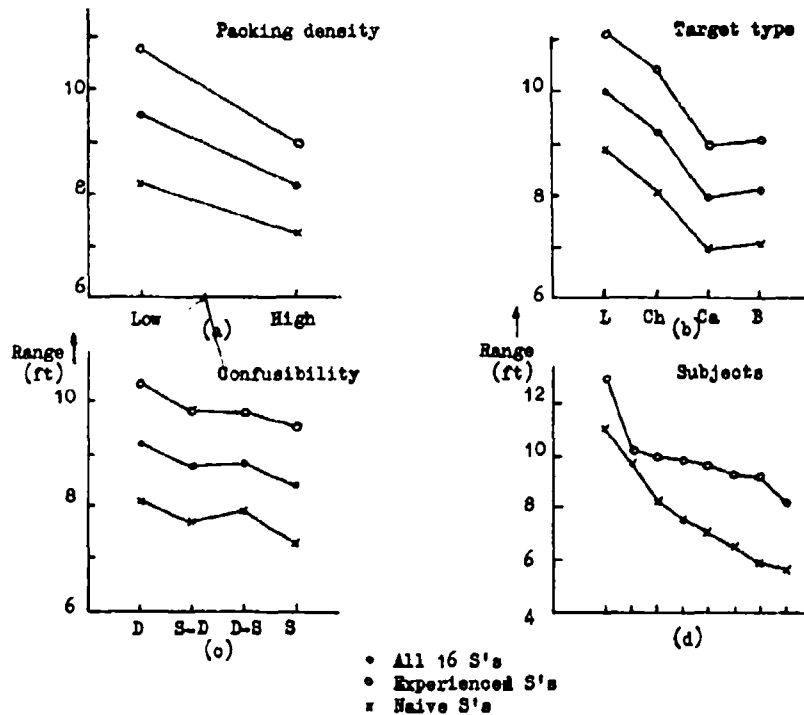 Packing density
10
8
6
Low
High
(a)
Target type
10
8
6
L
Ch
Ca
B
(b)
Range
(ft)
Confusibility
10
8
6
D
S-D
D-S
S
(c)
Range
(ft)
Subjects
12
10
8
6
4
(d)
All 16 S's
Experienced S's
Naive S's